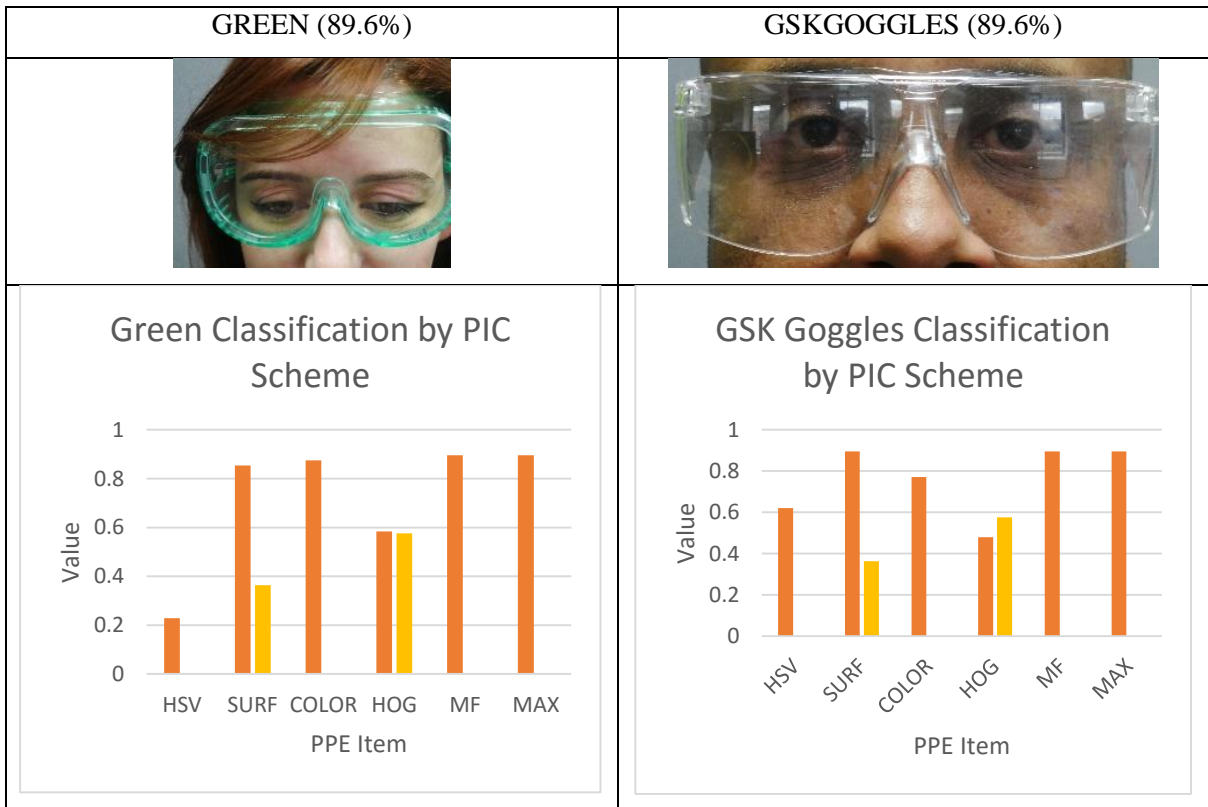 GREEN (89.6%)
GSKGOGGLES (89.6%)
Green Classification by PIC
Scheme
1
0.8
0.6
0.4
0.2
0
Value
HSV SURF COLOR HOG MF MAX
PPE Item
GSK Goggles Classification
by PIC Scheme
1
0.8
0.6
0.4
0.2
0
Value
HSV SURF COLOR HOG MF MAX
PPE Item